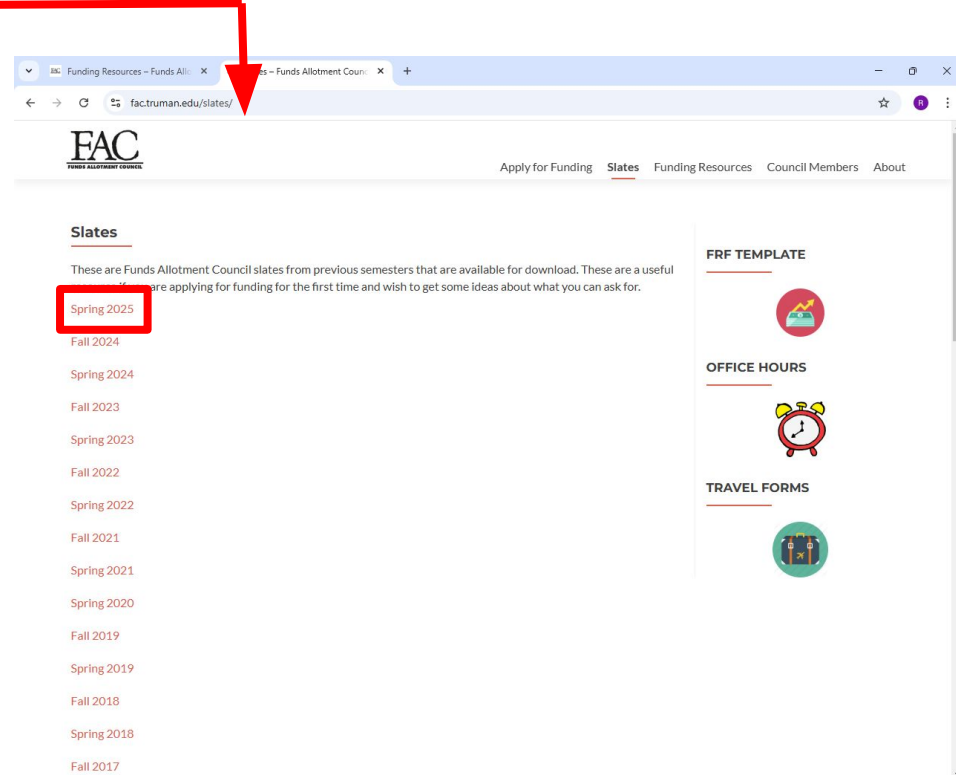 Funding Resources – Funds Allo
es – Funds Allotment Counc
fac.truman.edu/slates/
R
FAC
FUNDS ALLOTMENT COUNCIL
Apply for Funding Slates Funding Resources Council Members About
Slates
These are Funds Allotment Council slates from previous semesters that are available for download. These are a useful
are applying for funding for the first time and wish to get some ideas about what you can ask for.
Spring 2025
Fall 2024
Spring 2024
Fall 2023
Spring 2023
Fall 2022
Spring 2022
Fall 2021
Spring 2021
Spring 2020
Fall 2019
Spring 2019
Fall 2018
Spring 2018
Fall 2017
FRF TEMPLATE
OFFICE HOURS
TRAVEL FORMS